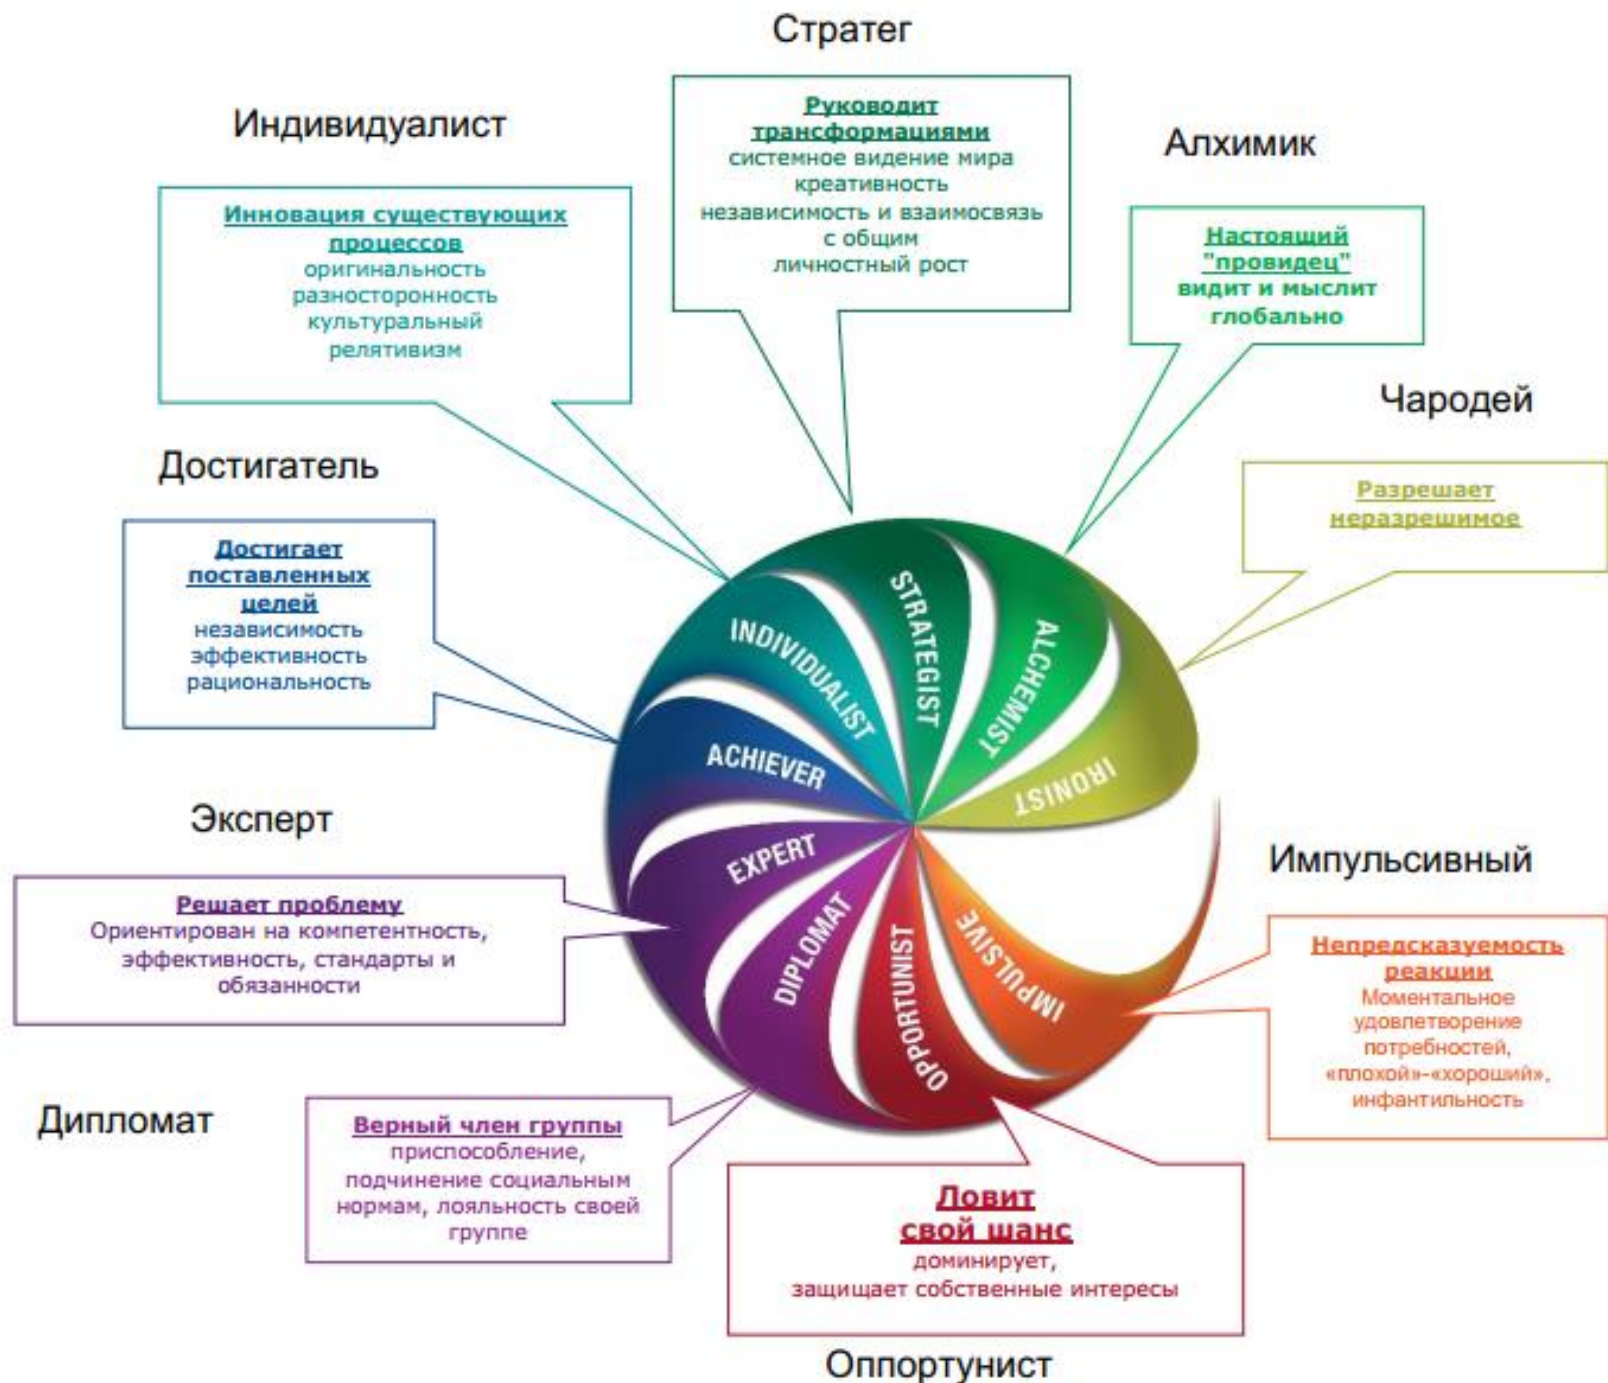 Стратег
Руководит
трансформациями
системное видение мира
креативность
независимость и взаимосвязь
с общим
личностный рост
Индивидуалист
Инновация существующих
процессов
оригинальность
разносторонность
культуральный
релятивизм
Алхимик
Настоящий
"провидец"
видит и мыслит
глобально
Чародей
Разрешает
неразрешимое
Достигатель
Достигает
поставленных
целей
независимость
эффективность
рациональность
STRATEGIST
INDIVIDUALIST
ALCHEMIST
ACHIEVER
IRONIST
EXPERT
DIPLOMAT
OPPORTUNIST
IMPULSIVE
Эксперт
Решает проблему
Ориентирован на компетентность,
эффективность, стандарты и
обязанности
Импульсивный
Непредсказуемость
реакции
Моментальное
удовлетворение
потребностей,
«плохой»-«хороший»,
инфантильность
Дипломат
Верный член группы
приспособление,
подчинение социальным
нормам, лояльность своей
группе
Ловит
свой шанс
доминирует,
защищает собственные интересы
Оппортунист